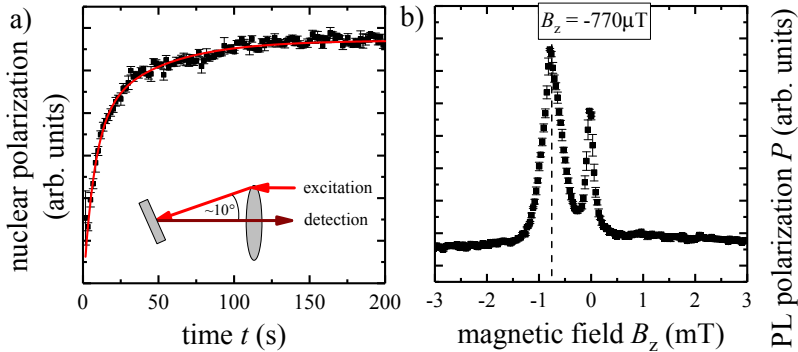 a)
nuclear polarization
(arb. units)
excitation
~10°
detection
0
50
100
150
200
time t (s)
b)
B_z = -770µT
-3
-2
-1
0
1
2
3
magnetic field B_z (mT)
PL polarization P (arb. units)